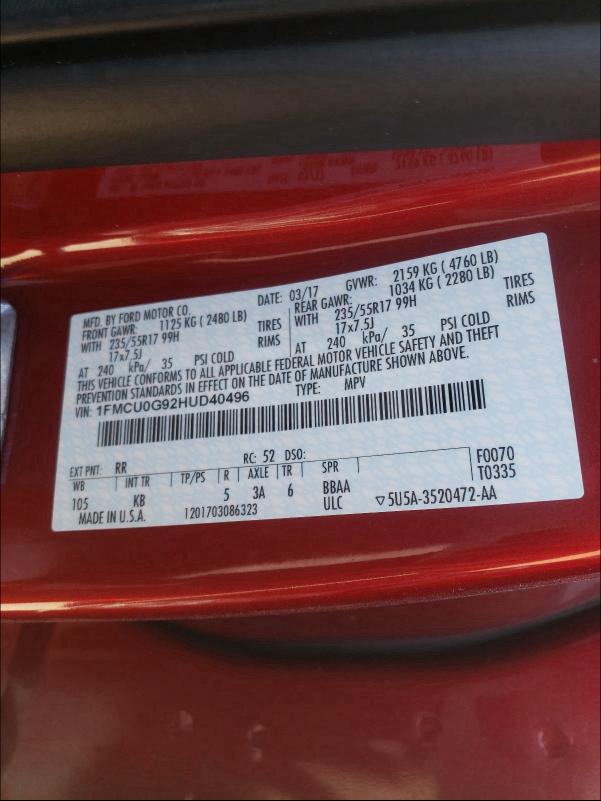 MFD. BY FORD MOTOR CO. DATE: 03/17 GVWR: 2159 KG ( 4760 LB)
FRONT GAWR: 1125 KG ( 2480 LB) REAR GAWR: 1034 KG ( 2280 LB)
WITH 235/55R17 99H TIRES WITH 235/55R17 99H TIRES
17x7.5J RIMS 17x7.5J RIMS
AT 240 kPa/ 35 PSI COLD AT 240 kPa/ 35 PSI COLD
THIS VEHICLE CONFORMS TO ALL APPLICABLE FEDERAL MOTOR VEHICLE SAFETY AND THEFT
PREVENTION STANDARDS IN EFFECT ON THE DATE OF MANUFACTURE SHOWN ABOVE.
VIN: 1FMCU0G92HUD40496 TYPE: MPV
EXT PNT: RR RC: 52 DSO: F0070
WB INT TR TP/PS R AXLE TR SPR T0335
105 KB 5 3A 6 BBAA
MADE IN U.S.A. 1201703086323 ULC ▽5U5A-3520472-AA